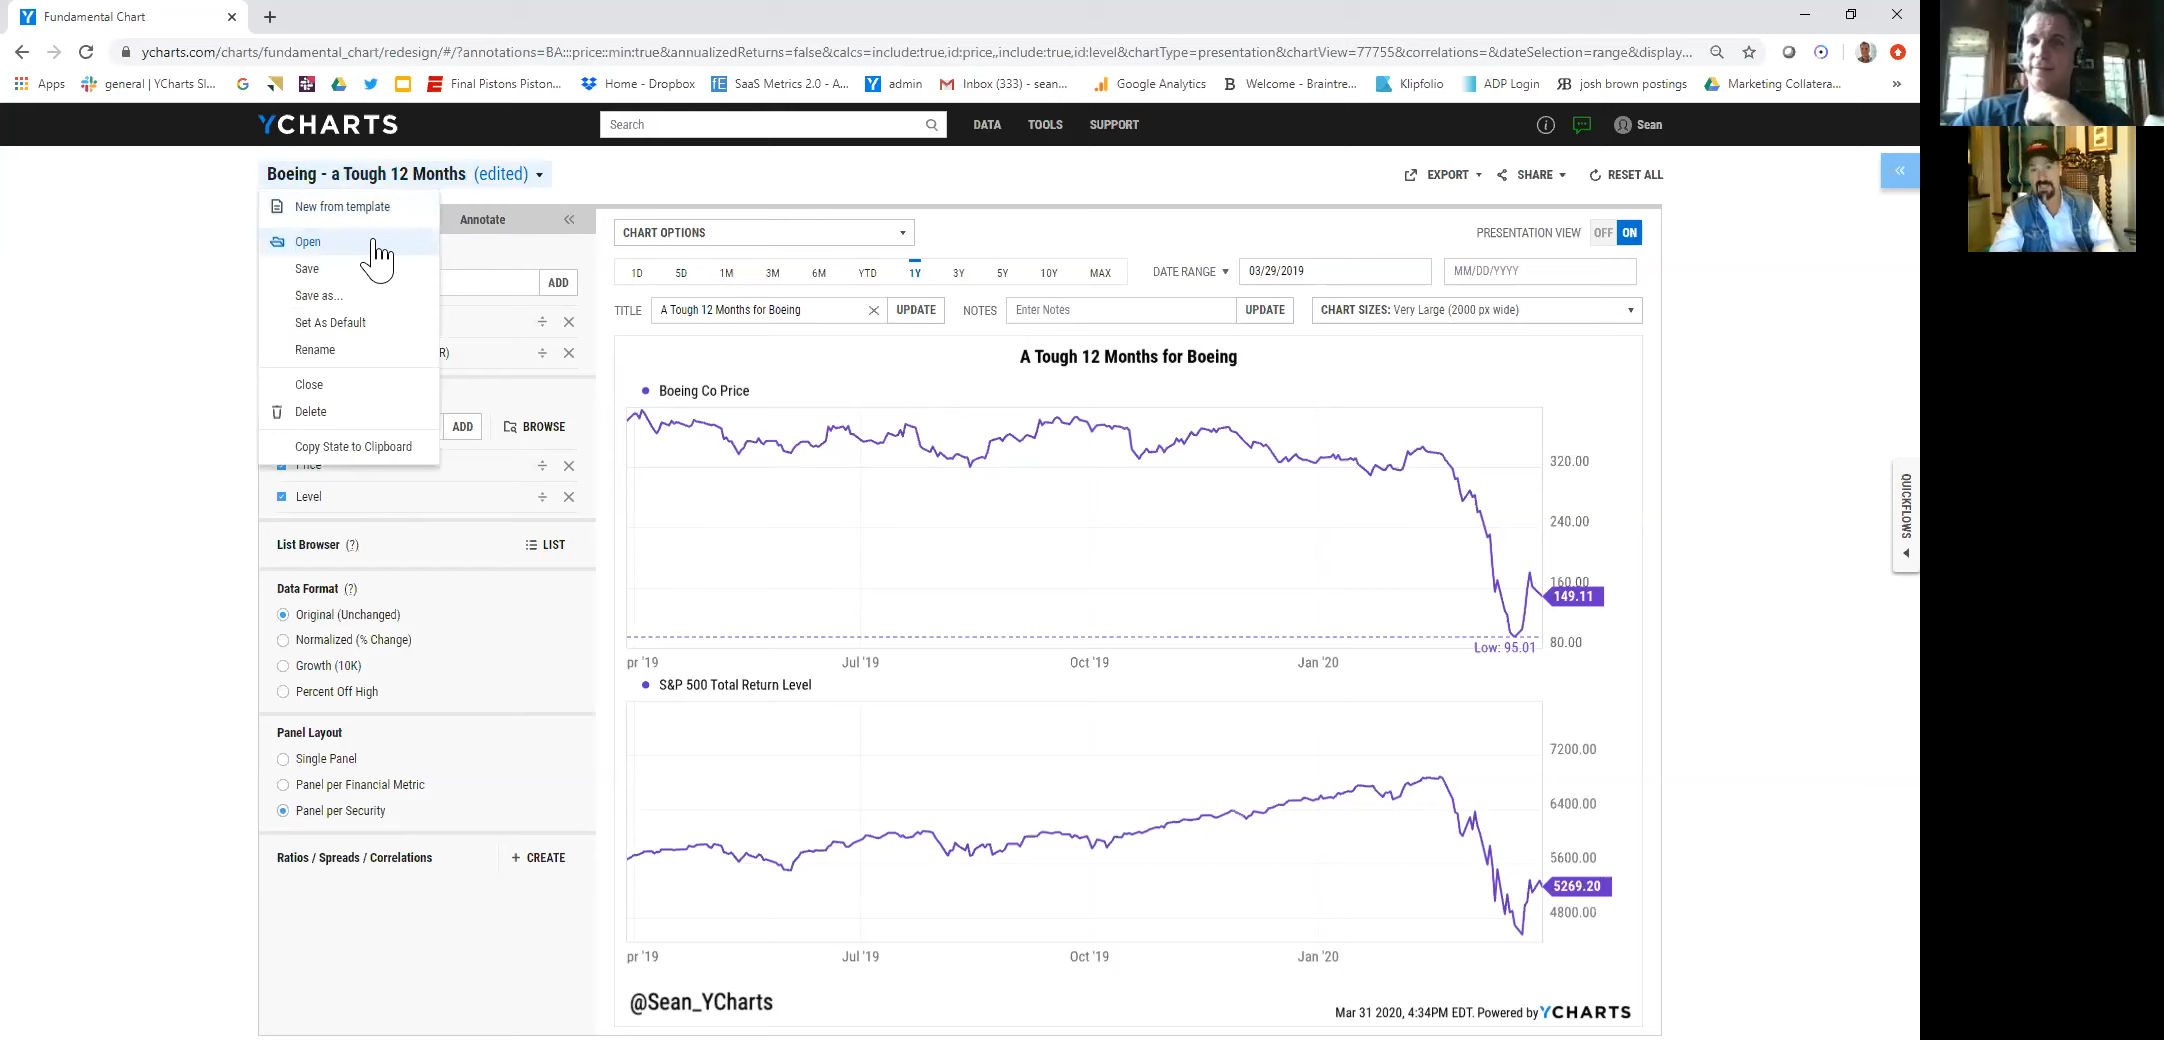 Fundamental Chart
ycharts.com/charts/fundamental_chart/redesign/#/?annotations=BA:::price::min:true&annualizedReturns=false&calcs=include:true,id:price,,include:true,id:level&chartType=presentation&chartView=77755&correlations=&dateSelection=range&display...
Apps general | YCharts Sl... Final Pistons Piston... Home - Dropbox SaaS Metrics 2.0 - A... admin Inbox (333) - sean... Google Analytics Welcome - Braintre... Klipfolio ADP Login josh brown postings Marketing Collatera... »
YCHARTS Search DATA TOOLS SUPPORT Sean
Boeing - a Tough 12 Months (edited)
EXPORT SHARE RESET ALL
New from template
Open
Save
Save as...
Set As Default
Rename
Close
Delete
Copy State to Clipboard
Annotate
ADD
R)
ADD BROWSE
Price
Level
List Browser (?) LIST
Data Format (?)
Original (Unchanged)
Normalized (% Change)
Growth (10K)
Percent Off High
Panel Layout
Single Panel
Panel per Financial Metric
Panel per Security
Ratios / Spreads / Correlations + CREATE
CHART OPTIONS
PRESENTATION VIEW OFF ON
1D 5D 1M 3M 6M YTD 1Y 3Y 5Y 10Y MAX DATE RANGE 03/29/2019 MM/DD/YYYY
TITLE A Tough 12 Months for Boeing UPDATE NOTES Enter Notes UPDATE CHART SIZES: Very Large (2000 px wide)
A Tough 12 Months for Boeing
Boeing Co Price
320.00
240.00
160.00
149.11
80.00
Low: 95.01
pr '19 Jul '19 Oct '19 Jan '20
S&P 500 Total Return Level
7200.00
6400.00
5600.00
5269.20
4800.00
pr '19 Jul '19 Oct '19 Jan '20
@Sean_YCharts
Mar 31 2020, 4:34PM EDT. Powered by YCHARTS
QUICKFLOWS